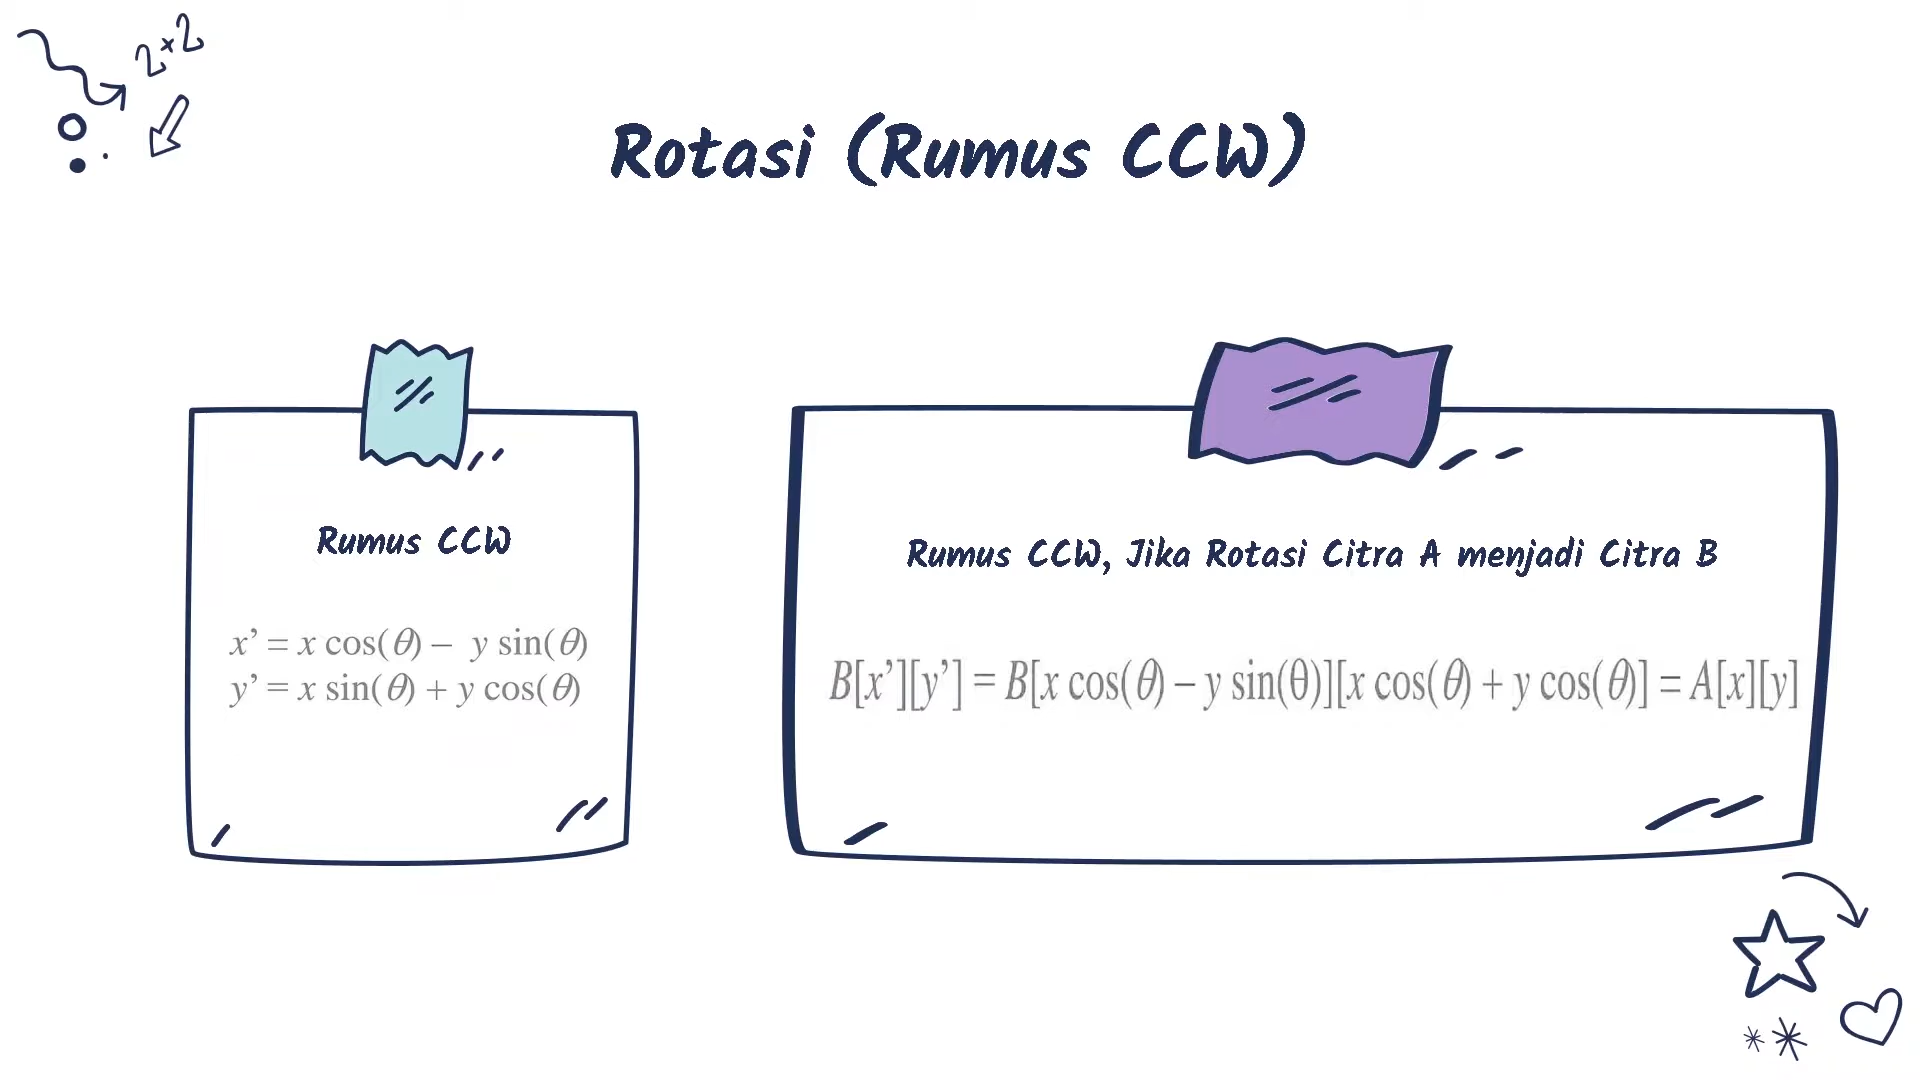 2×2
Rotasi (Rumus CCW)
Rumus CCW
x’ = x cos(θ) – y sin(θ)
y’ = x sin(θ) + y cos(θ)
Rumus CCW, Jika Rotasi Citra A menjadi Citra B
B[x’][y’] = B[x cos(θ) – y sin(θ)][x cos(θ) + y cos(θ)] = A[x][y]